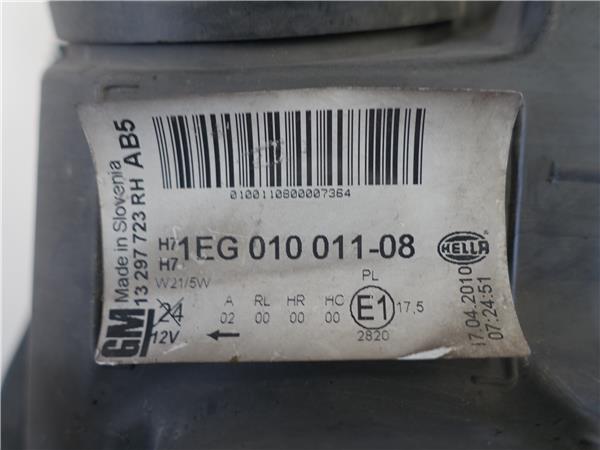 GM
Made in Slovenia
13 297 723 RH AB5
0100110800007364
H7
H7
1EG 010 011-08
HELLA
W21/5W
PL
24
12V
A RL HR HC
02 00 00 00
E1
17,5
2820
17.04.2010
07:24:51